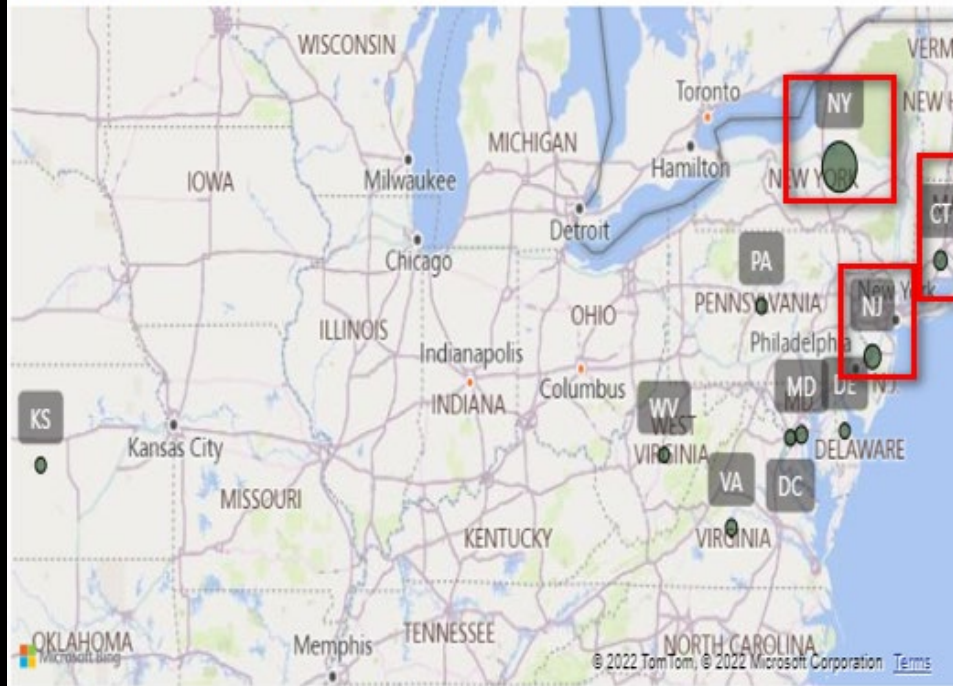 WISCONSIN
VERM
Toronto
NY
NEW H
MICHIGAN
Hamilton
IOWA
Milwaukee
NEW YORK
Detroit
CT
Chicago
PA
New York
PENNSYLVANIA
NJ
OHIO
ILLINOIS
Philadelphia
Indianapolis
Columbus
MD
DE
N.J.
INDIANA
WV
MD
KS
WEST
VIRGINIA
Kansas City
DELAWARE
VA
DC
MISSOURI
KENTUCKY
VIRGINIA
OKLAHOMA
Memphis
TENNESSEE
NORTH CAROLINA
Microsoft Bing
© 2022 TomTom, © 2022 Microsoft Corporation Terms